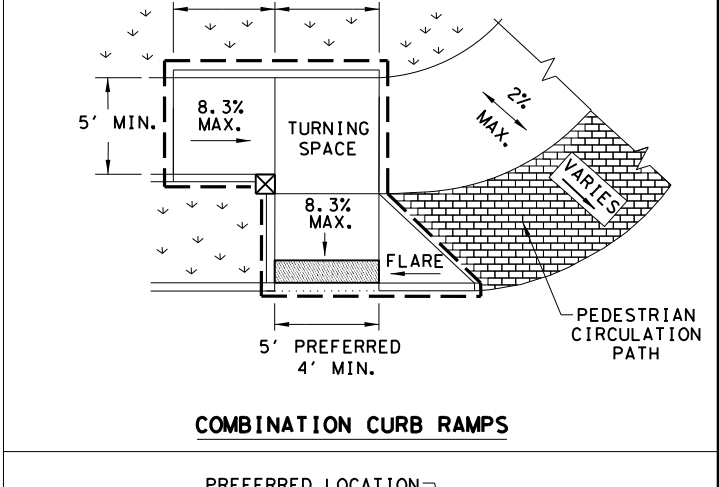 5' MIN.
8.3%
MAX.
TURNING
SPACE
2%
MAX.
VARIES
8.3%
MAX.
FLARE
PEDESTRIAN
CIRCULATION
PATH
5' PREFERRED
4' MIN.
COMBINATION CURB RAMPS
PREFERRED LOCATION